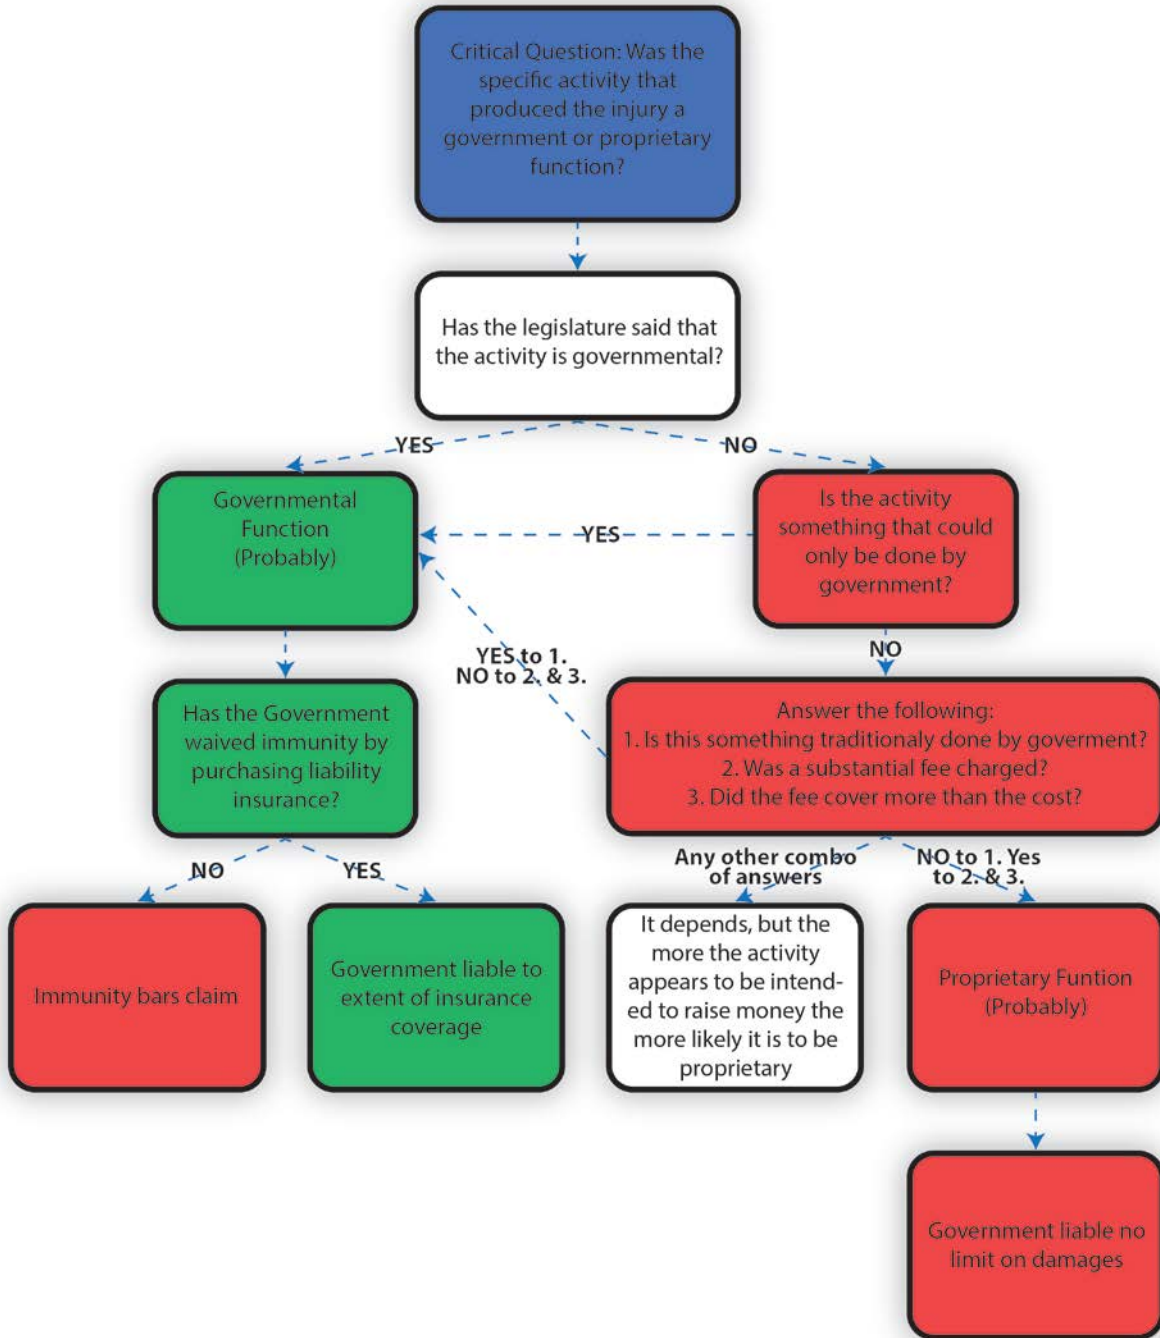 Critical Question: Was the
specific activity that
produced the injury a
government or proprietary
function?
Has the legislature said that
the activity is governmental?
YES
NO
Governmental
Function
(Probably)
Is the activity
something that could
only be done by
government?
YES
NO
YES to 1.
NO to 2. & 3.
Has the Government
waived immunity by
purchasing liability
insurance?
Answer the following:
1. Is this something traditionaly done by goverment?
2. Was a substantial fee charged?
3. Did the fee cover more than the cost?
NO
YES
Any other combo
of answers
NO to 1. Yes
to 2. & 3.
Immunity bars claim
Government liable to
extent of insurance
coverage
It depends, but the
more the activity
appears to be intend-
ed to raise money the
more likely it is to be
proprietary
Proprietary Funtion
(Probably)
Government liable no
limit on damages